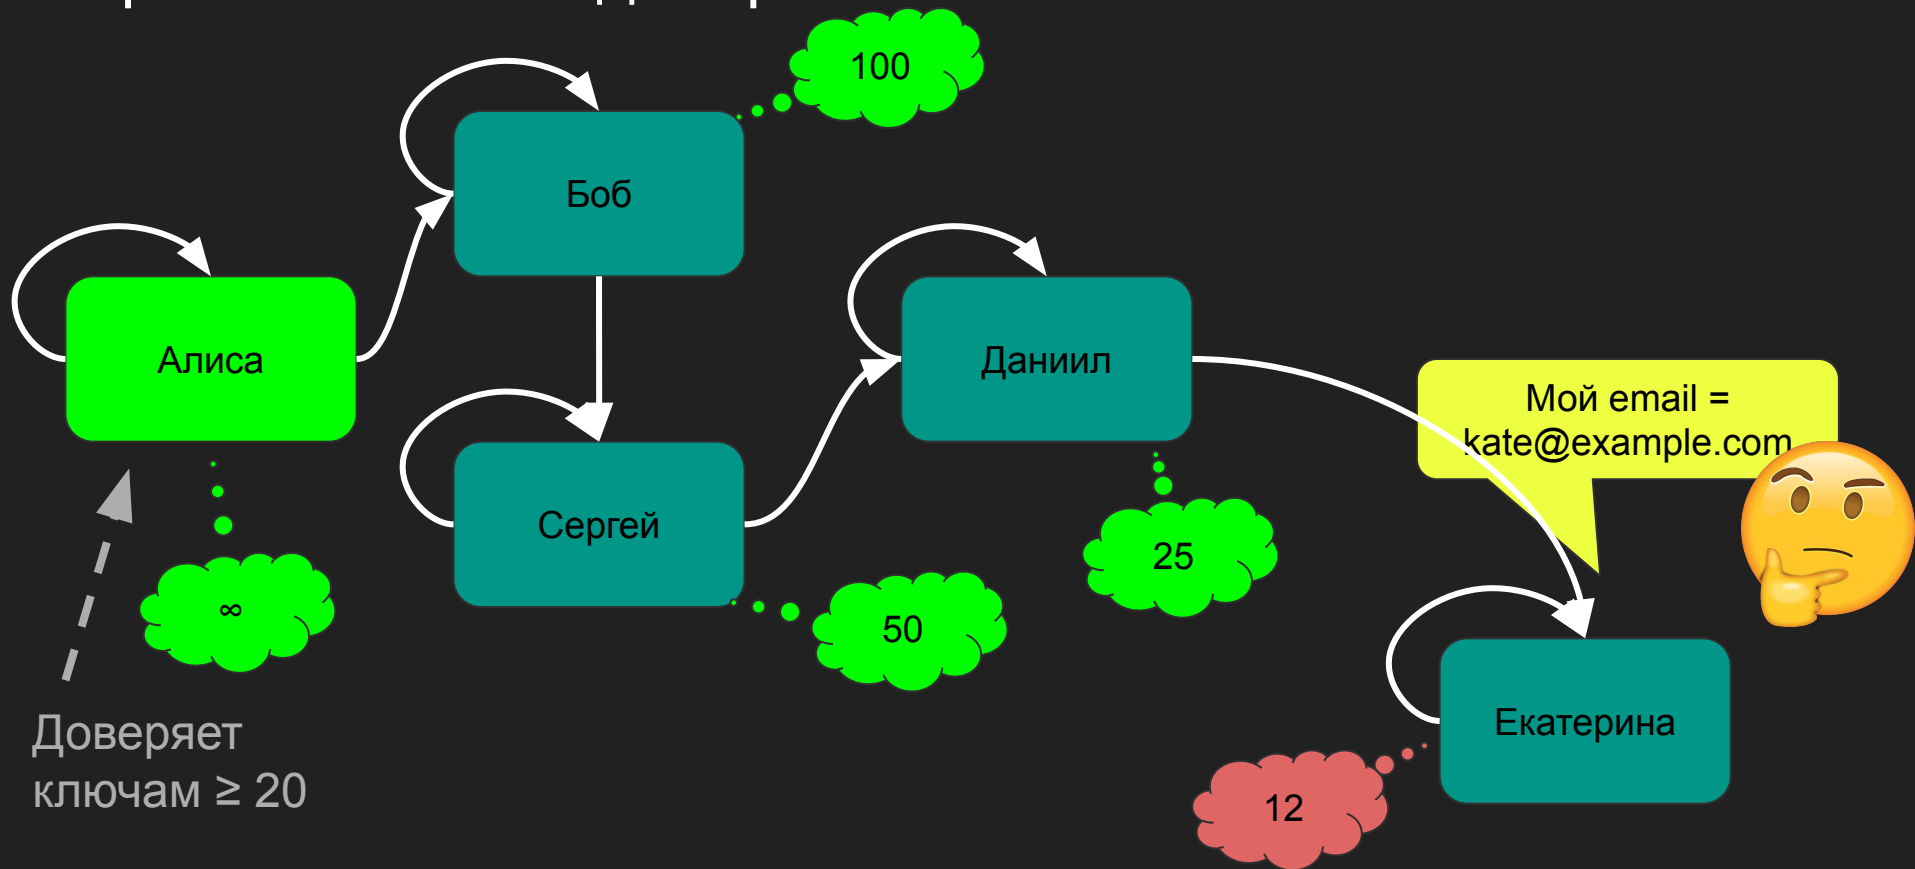 100
Боб
Алиса
Даниил
Мой email =
kate@example.com
Сергей
25
∞
50
Екатерина
Доверяет
ключам ≥ 20
12